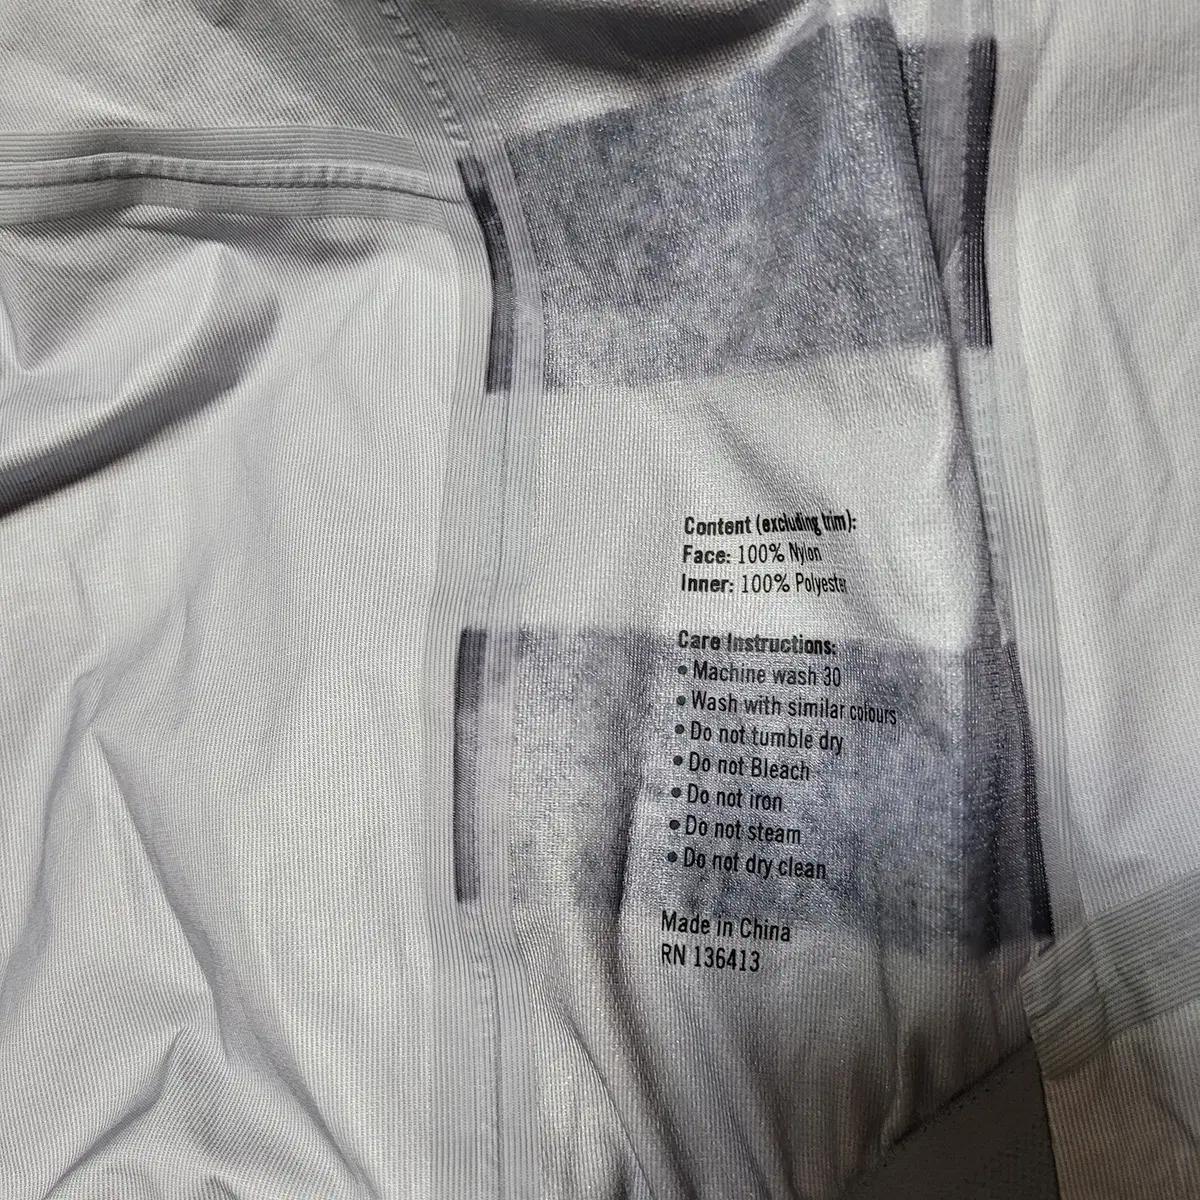 Content (excluding trim):
Face: 100% Nylon
Inner: 100% Polyester
Care Instructions:
• Machine wash 30
• Wash with similar colours
• Do not tumble dry
• Do not Bleach
• Do not iron
• Do not steam
• Do not dry clean
Made in China
RN 136413